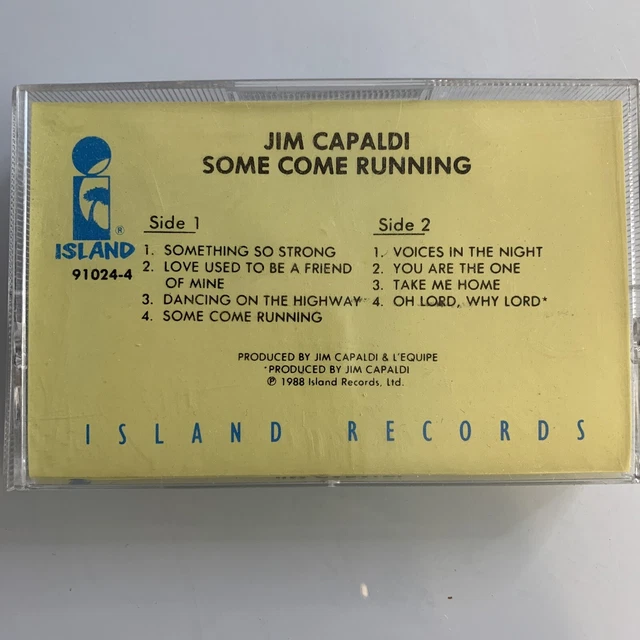 JIM CAPALDI
SOME COME RUNNING
i
®
ISLAND
91024-4
Side 1
1. SOMETHING SO STRONG
2. LOVE USED TO BE A FRIEND
OF MINE
3. DANCING ON THE HIGHWAY
4. SOME COME RUNNING
Side 2
1. VOICES IN THE NIGHT
2. YOU ARE THE ONE
3. TAKE ME HOME
4. OH LORD, WHY LORD*
PRODUCED BY JIM CAPALDI & L'EQUIPE
*PRODUCED BY JIM CAPALDI
℗ 1988 Island Records, Ltd.
ISLAND RECORDS